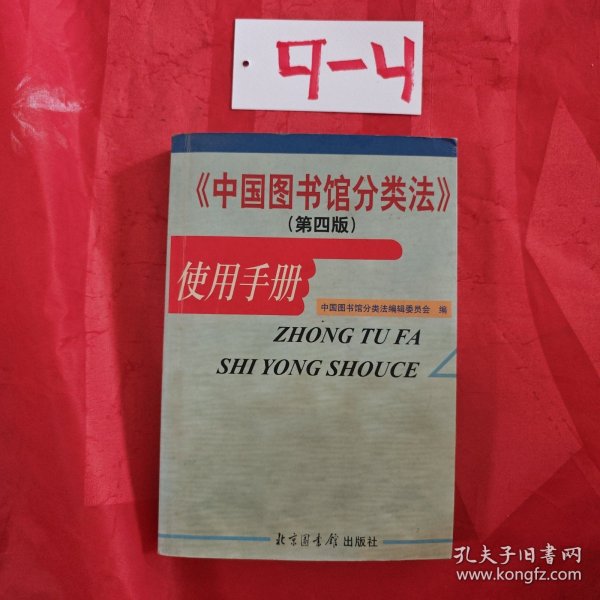 9-4
《中国图书馆分类法》
(第四版)
使用手册
中国图书馆分类法编辑委员会 编
ZHONG TU FA
SHI YONG SHOUCE
北京图书馆出版社
孔夫子旧书网
www.kongfz.com